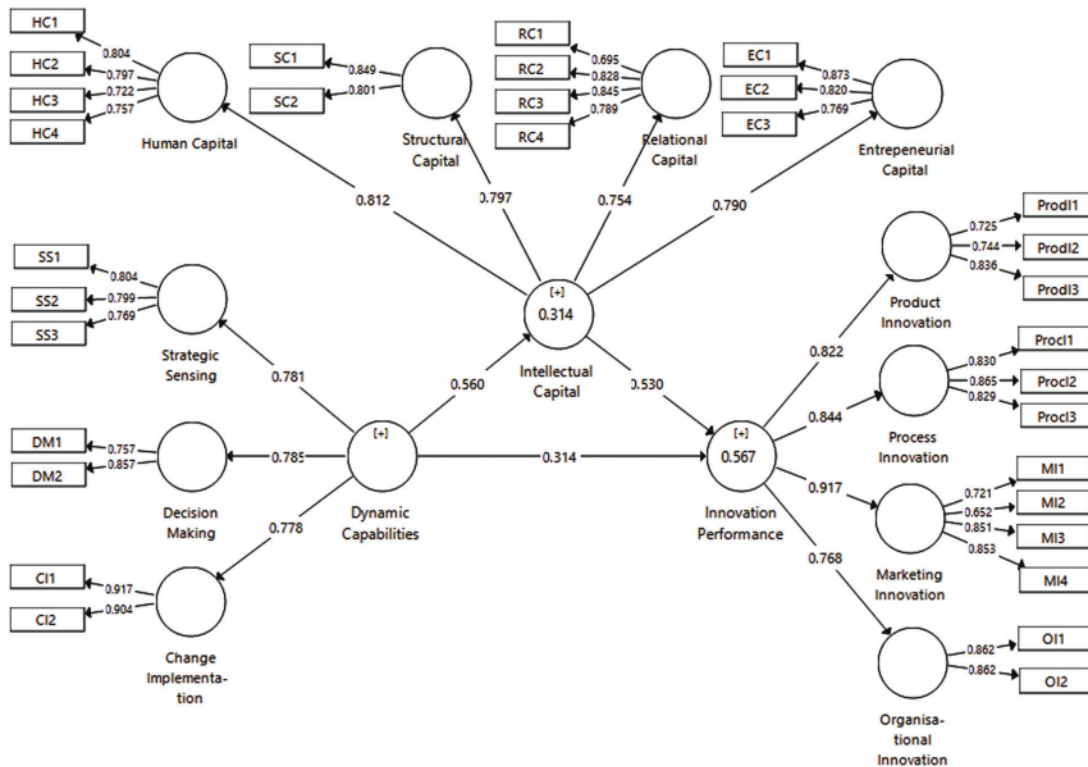 HC1
0.804
HC2
0.797
HC3
0.722
HC4
0.757
Human Capital
SC1
0.849
SC2
0.801
Structural
Capital
RC1
0.695
RC2
0.828
RC3
0.845
RC4
0.789
Relational
Capital
EC1
0.873
EC2
0.820
EC3
0.769
Entrepeneurial
Capital
0.812
0.797
0.754
0.790
SS1
0.804
SS2
0.799
SS3
0.769
Strategic
Sensing
[+]
0.314
Intellectual
Capital
ProdI1
0.725
ProdI2
0.744
ProdI3
0.836
Product
Innovation
0.781
0.560
0.530
0.822
DM1
0.757
DM2
0.857
Decision
Making
0.785
[+]
Dynamic
Capabilities
0.314
[+]
0.567
Innovation
Performance
0.844
ProcI1
0.830
ProcI2
0.865
ProcI3
0.829
Process
Innovation
0.778
0.917
MI1
0.721
MI2
0.652
MI3
0.851
MI4
0.853
Marketing
Innovation
CI1
0.917
CI2
0.904
Change
Implementa-
tion
0.768
OI1
0.862
OI2
0.862
Organisa-
tional
Innovation